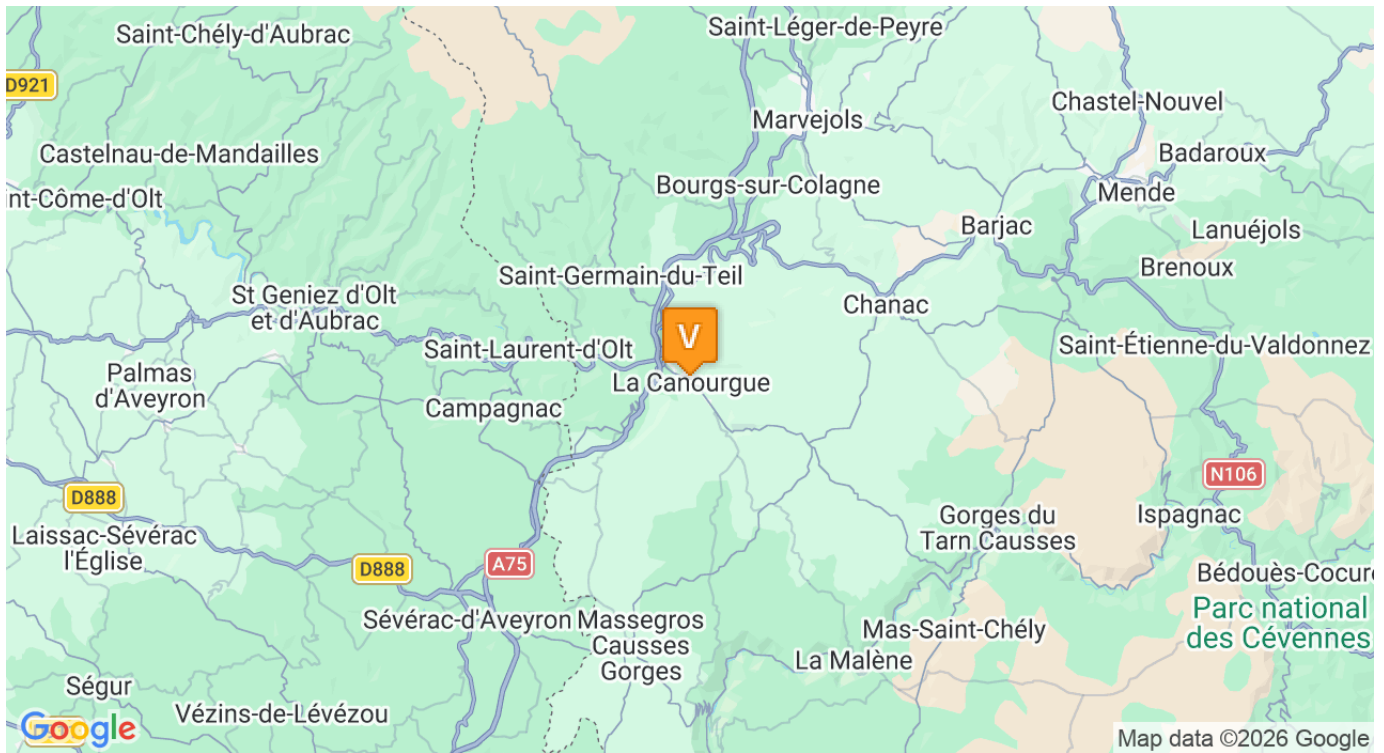 Saint-Chély-d'Aubrac
Saint-Léger-de-Peyre
D921
Chastel-Nouvel
Marvejols
Castelnau-de-Mandailles
Badaroux
Bourgs-sur-Colagne
nt-Côme-d'Olt
Mende
Barjac
Lanuéjols
Brenoux
Saint-Germain-du-Teil
St Geniez d'Olt
et d'Aubrac
Chanac
V
Saint-Laurent-d'Olt
Saint-Étienne-du-Valdonnez
Palmas
d'Aveyron
La Canourgue
Campagnac
N106
D888
Gorges du
Tarn Causses
Ispagnac
Laissac-Sévérac
l'Église
D888
A75
Bédouès-Cocure
Parc national
des Cévennes
Sévérac-d'Aveyron
Massegros
Causses
Gorges
Mas-Saint-Chély
La Malène
Ségur
Vézins-de-Lévézou
Google
Map data ©2026 Google